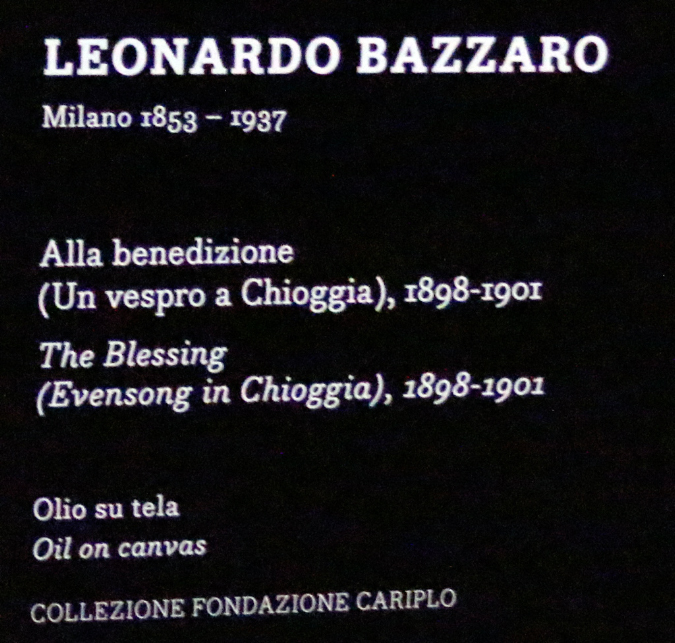 LEONARDO BAZZARO
Milano 1853 – 1937
Alla benedizione
(Un vespro a Chioggia), 1898-1901
The Blessing
(Evensong in Chioggia), 1898-1901
Olio su tela
Oil on canvas
COLLEZIONE FONDAZIONE CARIPLO